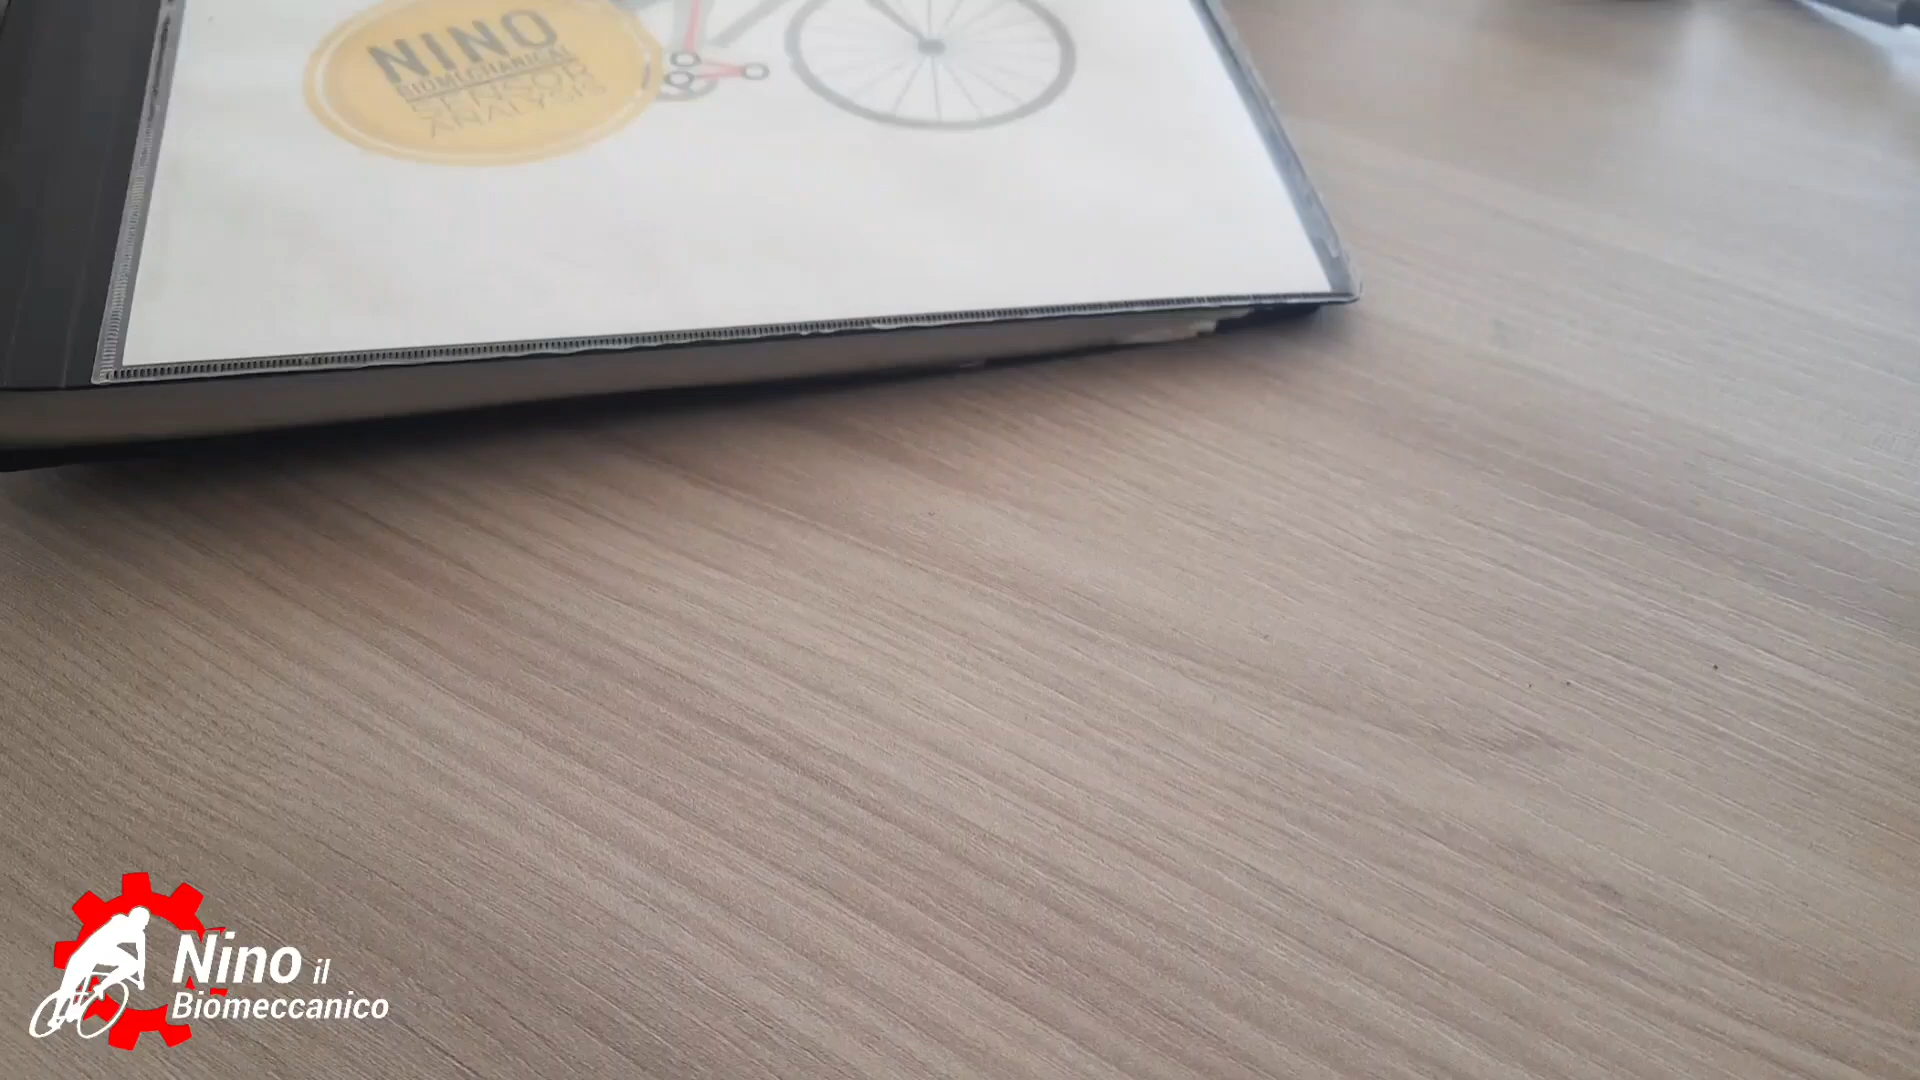 NINO
BIOMECHANICAL
SENSOR
ANALYSIS
Nino il
Biomeccanico